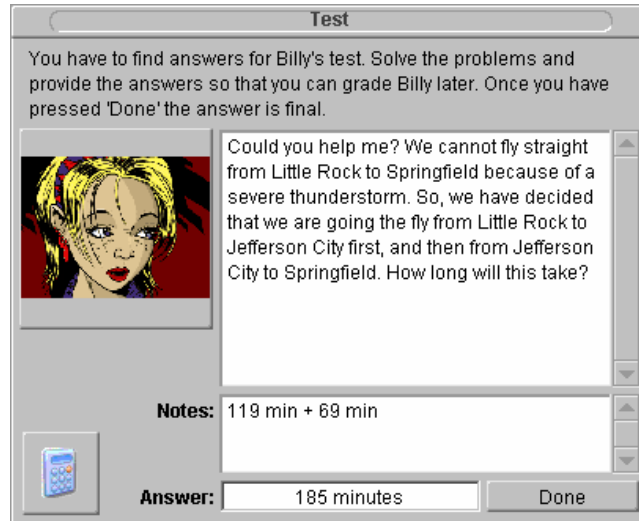 Test
You have to find answers for Billy's test. Solve the problems and
provide the answers so that you can grade Billy later. Once you have
pressed 'Done' the answer is final.
Could you help me? We cannot fly straight
from Little Rock to Springfield because of a
severe thunderstorm. So, we have decided
that we are going the fly from Little Rock to
Jefferson City first, and then from Jefferson
City to Springfield. How long will this take?
Notes: 119 min + 69 min
Answer: 185 minutes Done